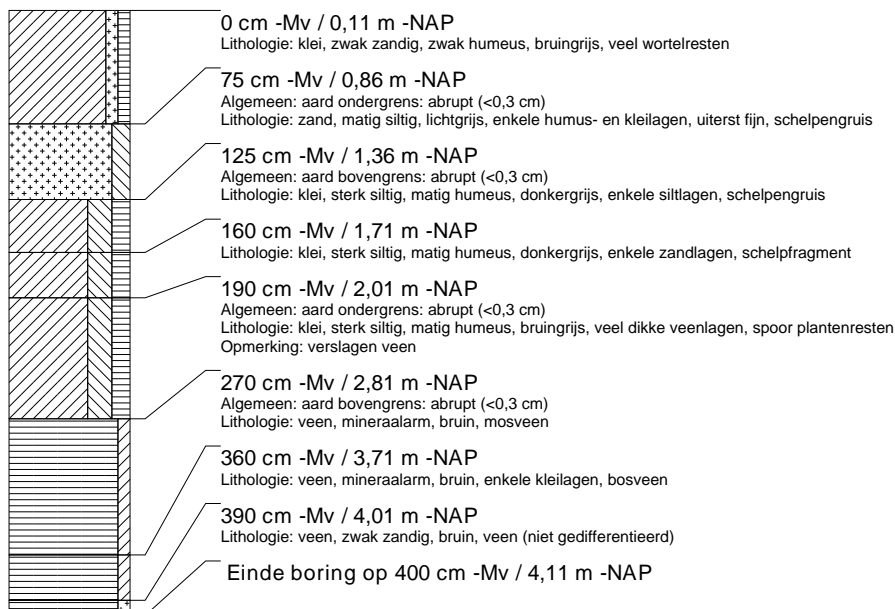 0 cm -Mv / 0,11 m -NAP
Lithologie: klei, zwak zandig, zwak humeus, bruingrijs, veel wortelresten
75 cm -Mv / 0,86 m -NAP
Algemeen: aard ondergrens: abrupt (<0,3 cm)
Lithologie: zand, matig siltig, lichtgrijs, enkele humus- en kleilagen, uiterst fijn, schelpengruis
125 cm -Mv / 1,36 m -NAP
Algemeen: aard bovengrens: abrupt (<0,3 cm)
Lithologie: klei, sterk siltig, matig humeus, donkergrijs, enkele siltlagen, schelpengruis
160 cm -Mv / 1,71 m -NAP
Lithologie: klei, sterk siltig, matig humeus, donkergrijs, enkele zandlagen, schelpfragment
190 cm -Mv / 2,01 m -NAP
Algemeen: aard ondergrens: abrupt (<0,3 cm)
Lithologie: klei, sterk siltig, matig humeus, bruingrijs, veel dikke veenlagen, spoor plantenresten
Opmerking: verslagen veen
270 cm -Mv / 2,81 m -NAP
Algemeen: aard bovengrens: abrupt (<0,3 cm)
Lithologie: veen, mineraalarm, bruin, mosveen
360 cm -Mv / 3,71 m -NAP
Lithologie: veen, mineraalarm, bruin, enkele kleilagen, bosveen
390 cm -Mv / 4,01 m -NAP
Lithologie: veen, zwak zandig, bruin, veen (niet gedifferentieerd)
Einde boring op 400 cm -Mv / 4,11 m -NAP